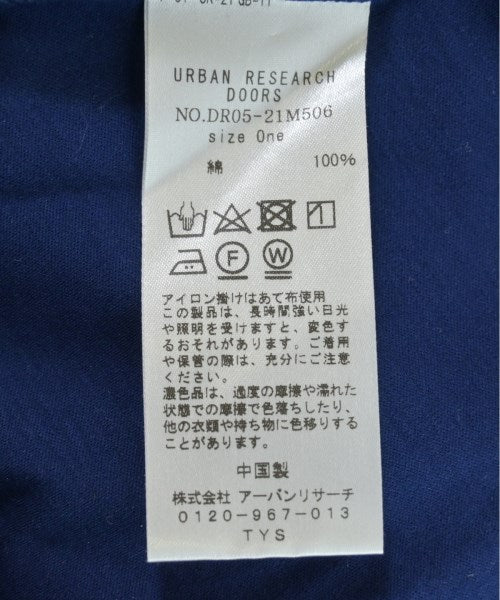 URBAN RESEARCH
DOORS
NO.DR05-21M506
size One
綿 100%
F W
アイロン掛けはあて布使用
この製品は、長時間強い日光
や照明を受けますと、変色す
るおそれがあります。ご着用
や保管の際は、充分にご注意
ください。
濃色品は、過度の摩擦や濡れた
状態での摩擦で色落ちしたり、
他の衣類や持ち物に色移りする
ことがあります。
中国製
株式会社 アーバンリサーチ
0120-967-013
TYS